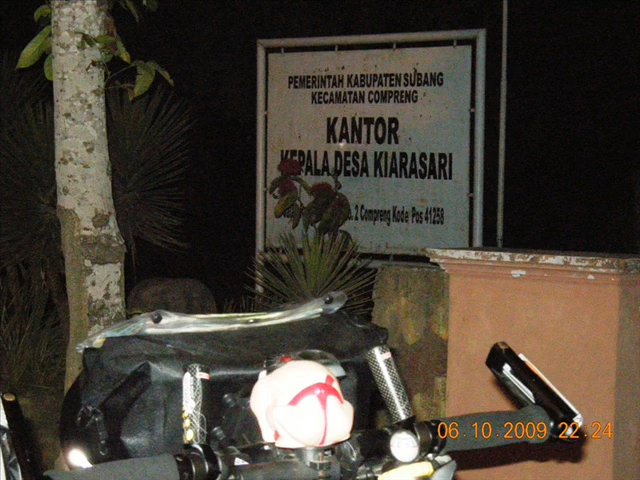 PEMERINTAH KABUPATEN SUBANG
KECAMATAN COMPRENG
KANTOR
KEPALA DESA KIARASARI
2 Compreng Kode Pos 41258
06.10.2009 22:24